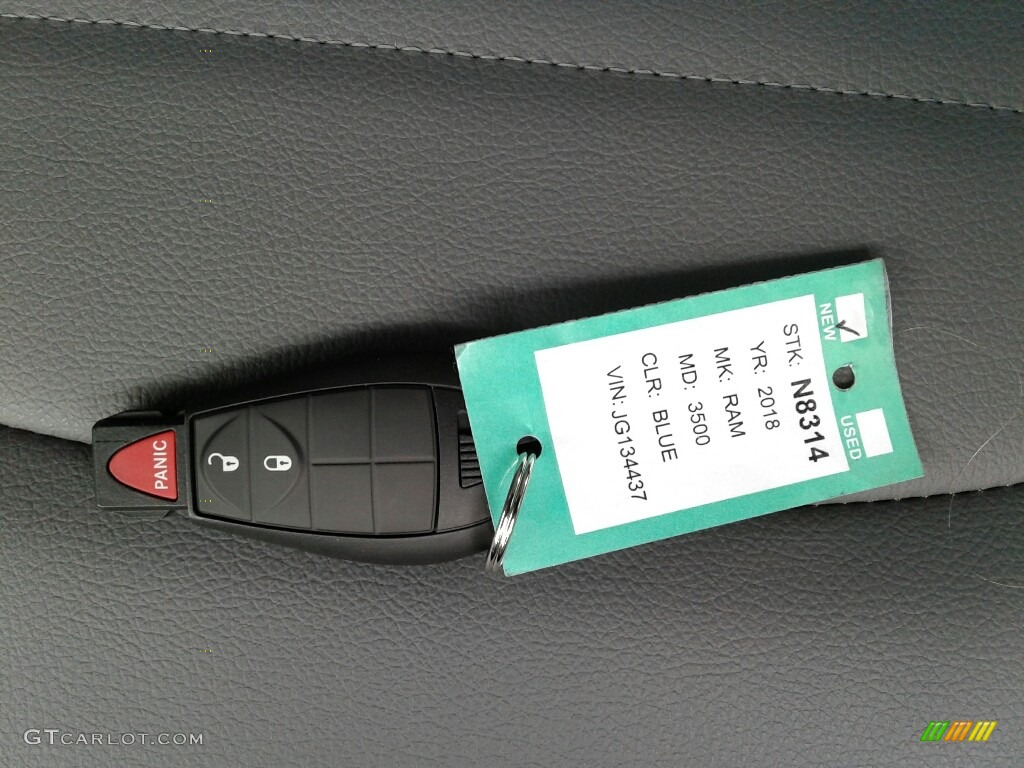 NEW
USED
STK: N8314
YR: 2018
MK: RAM
MD: 3500
CLR: BLUE
VIN: JG134437
PANIC
GTCARLOT.COM